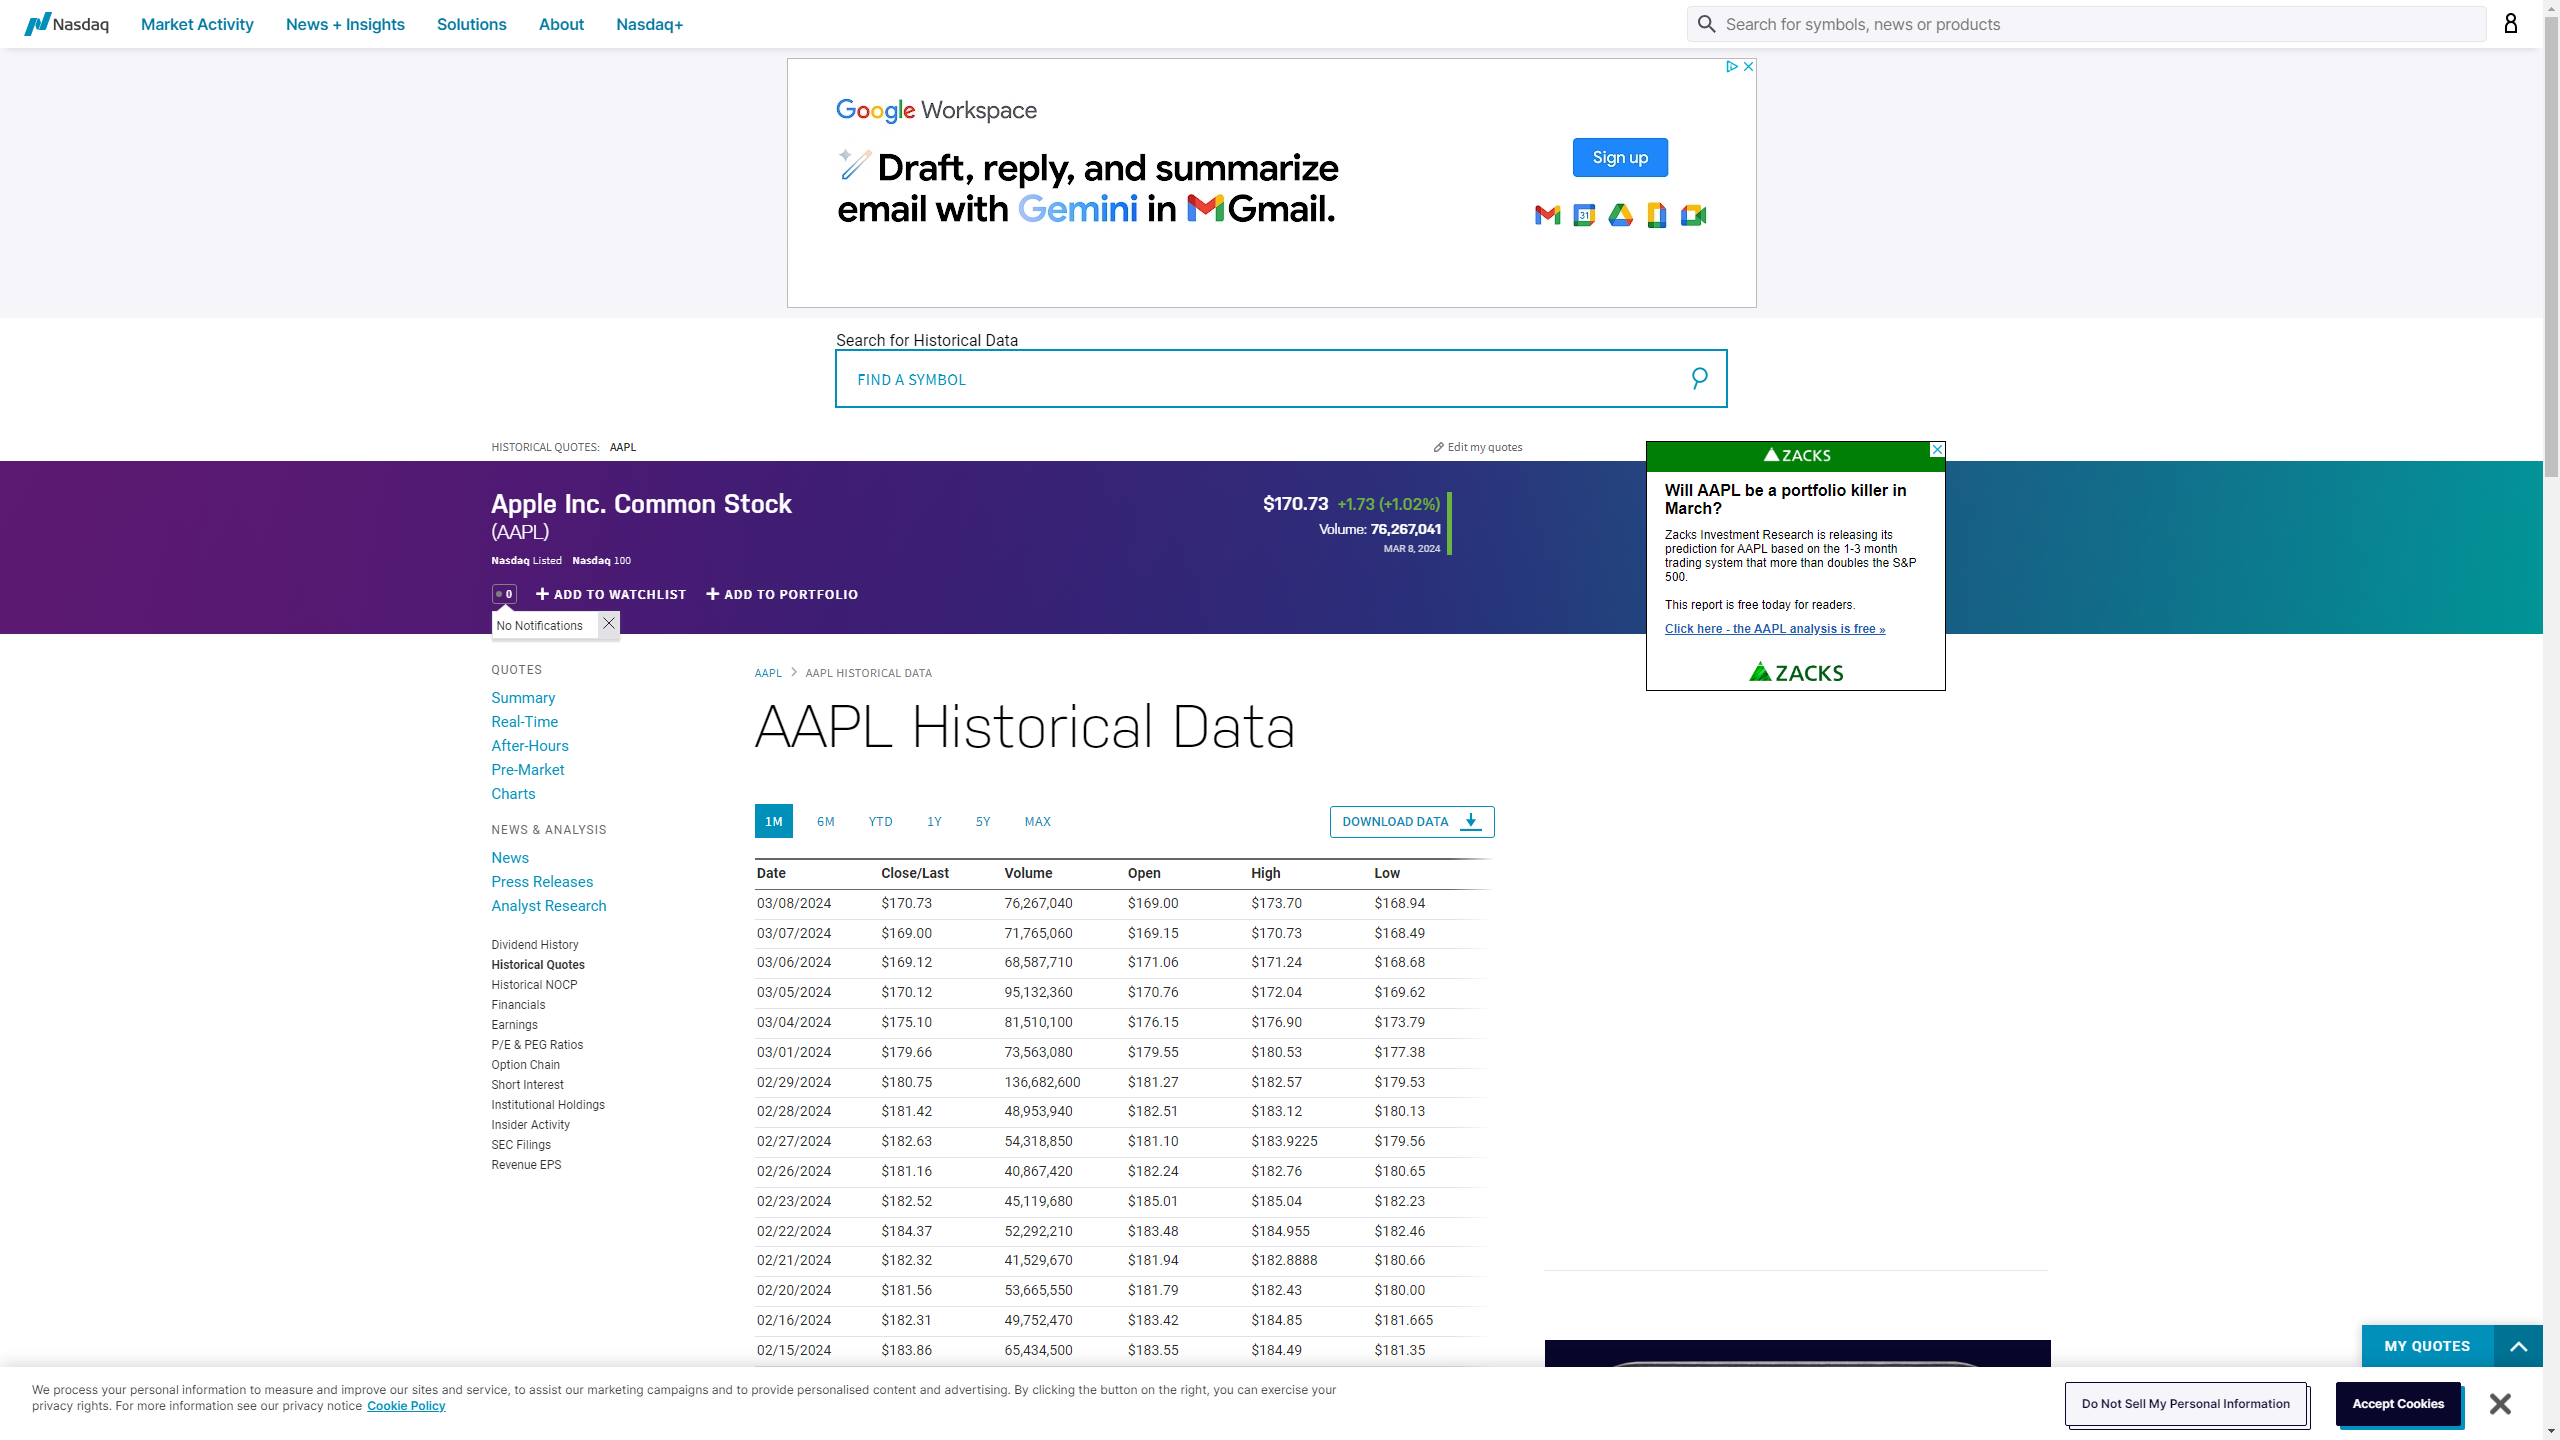 Nasdaq Market Activity News + Insights Solutions About Nasdaq+ Search for symbols, news or products
Google Workspace
Draft, reply, and summarize
email with Gemini in Gmail.
Sign up
31
Search for Historical Data
FIND A SYMBOL
HISTORICAL QUOTES: AAPL Edit my quotes
Apple Inc. Common Stock
(AAPL)
Nasdaq Listed Nasdaq 100
$170.73 +1.73 (+1.02%)
Volume: 76,267,041
MAR 8, 2024
0 ADD TO WATCHLIST ADD TO PORTFOLIO
No Notifications
ZACKS
Will AAPL be a portfolio killer in
March?
Zacks Investment Research is releasing its
prediction for AAPL based on the 1-3 month
trading system that more than doubles the S&P
500.
This report is free today for readers.
Click here - the AAPL analysis is free »
ZACKS
QUOTES
Summary
Real-Time
After-Hours
Pre-Market
Charts
NEWS & ANALYSIS
News
Press Releases
Analyst Research
Dividend History
Historical Quotes
Historical NOCP
Financials
Earnings
P/E & PEG Ratios
Option Chain
Short Interest
Institutional Holdings
Insider Activity
SEC Filings
Revenue EPS
AAPL > AAPL HISTORICAL DATA
AAPL Historical Data
1M 6M YTD 1Y 5Y MAX DOWNLOAD DATA
Date Close/Last Volume Open High Low
03/08/2024 $170.73 76,267,040 $169.00 $173.70 $168.94
03/07/2024 $169.00 71,765,060 $169.15 $170.73 $168.49
03/06/2024 $169.12 68,587,710 $171.06 $171.24 $168.68
03/05/2024 $170.12 95,132,360 $170.76 $172.04 $169.62
03/04/2024 $175.10 81,510,100 $176.15 $176.90 $173.79
03/01/2024 $179.66 73,563,080 $179.55 $180.53 $177.38
02/29/2024 $180.75 136,682,600 $181.27 $182.57 $179.53
02/28/2024 $181.42 48,953,940 $182.51 $183.12 $180.13
02/27/2024 $182.63 54,318,850 $181.10 $183.9225 $179.56
02/26/2024 $181.16 40,867,420 $182.24 $182.76 $180.65
02/23/2024 $182.52 45,119,680 $185.01 $185.04 $182.23
02/22/2024 $184.37 52,292,210 $183.48 $184.955 $182.46
02/21/2024 $182.32 41,529,670 $181.94 $182.8888 $180.66
02/20/2024 $181.56 53,665,550 $181.79 $182.43 $180.00
02/16/2024 $182.31 49,752,470 $183.42 $184.85 $181.665
02/15/2024 $183.86 65,434,500 $183.55 $184.49 $181.35
MY QUOTES
We process your personal information to measure and improve our sites and service, to assist our marketing campaigns and to provide personalised content and advertising. By clicking the button on the right, you can exercise your
privacy rights. For more information see our privacy notice Cookie Policy
Do Not Sell My Personal Information
Accept Cookies